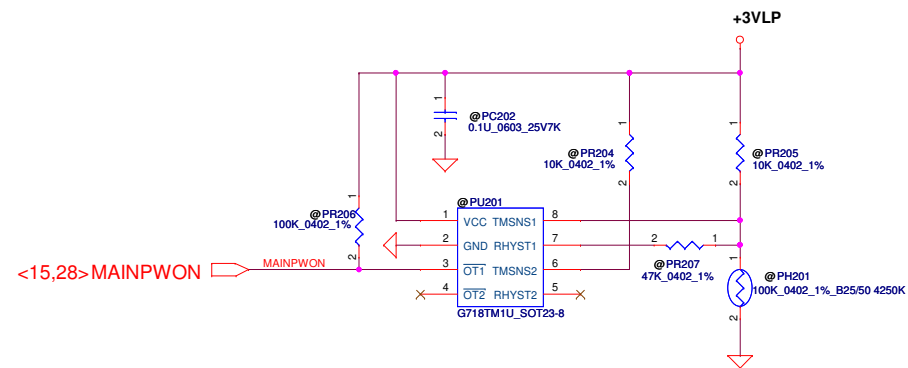 +3VLP
1
@PC202
0.1U_0603_25V7K
2
1
@PR204
10K_0402_1%
2
1
@PR205
10K_0402_1%
2
1
@PR206
100K_0402_1%
2
@PU201
1 VCC TMSNS1 8
2 GND RHYST1 7
3 OT1 TMSNS2 6
4 OT2 RHYST2 5
G718TM1U_SOT23-8
<15,28>MAINPWON
MAINPWON
2 1
@PR207
47K_0402_1%
1
@PH201
100K_0402_1%_B25/50 4250K
2